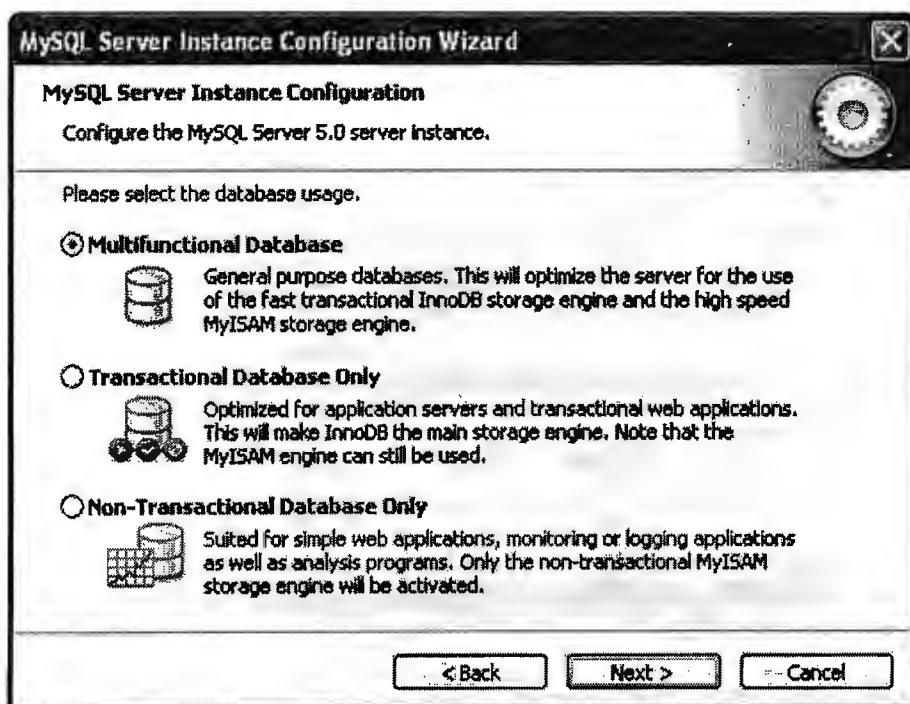 MySQL Server Instance Configuration Wizard
MySQL Server Instance Configuration
Configure the MySQL Server 5.0 server instance.
Please select the database usage.
Multifunctional Database
General purpose databases. This will optimize the server for the use
of the fast transactional InnoDB storage engine and the high speed
MyISAM storage engine.
Transactional Database Only
Optimized for application servers and transactional web applications.
This will make InnoDB the main storage engine. Note that the
MyISAM engine can still be used.
Non-Transactional Database Only
Suited for simple web applications, monitoring or logging applications
as well as analysis programs. Only the non-transactional MyISAM
storage engine will be activated.
< Back
Next >
Cancel